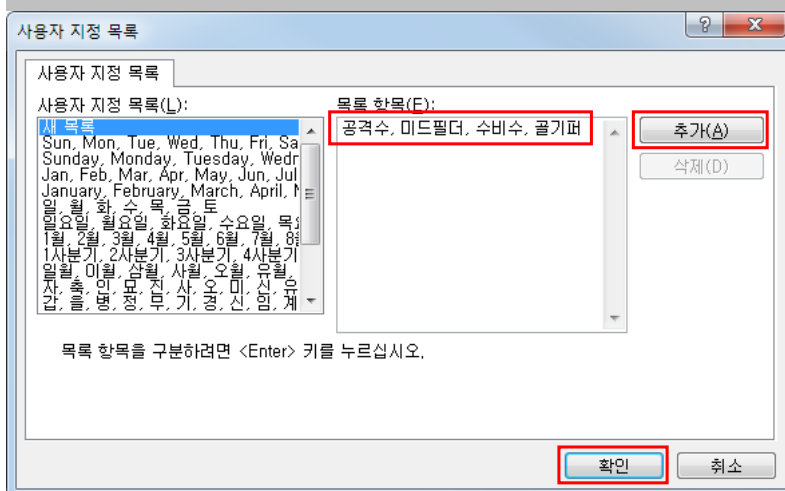 사용자 지정 목록
사용자 지정 목록
사용자 지정 목록(L):
목록 항목(E):
새 목록
Sun, Mon, Tue, Wed, Thu, Fri, Sa
Sunday, Monday, Tuesday, Wedr
Jan, Feb, Mar, Apr, May, Jun, Jul
January, February, March, April, M
일, 월, 화, 수, 목, 금, 토
일요일, 월요일, 화요일, 수요일, 목요
1월, 2월, 3월, 4월, 5월, 6월, 7월, 8월
1사분기, 2사분기, 3사분기, 4사분기
일월, 이월, 삼월, 사월, 오월, 유월,
자, 축, 인, 묘, 진, 사, 오, 미, 신, 유
갑, 을, 병, 정, 무, 기, 경, 신, 임, 계
공격수, 미드필더, 수비수, 골기퍼
추가(A)
삭제(D)
목록 항목을 구분하려면 <Enter> 키를 누르십시오.
확인
취소